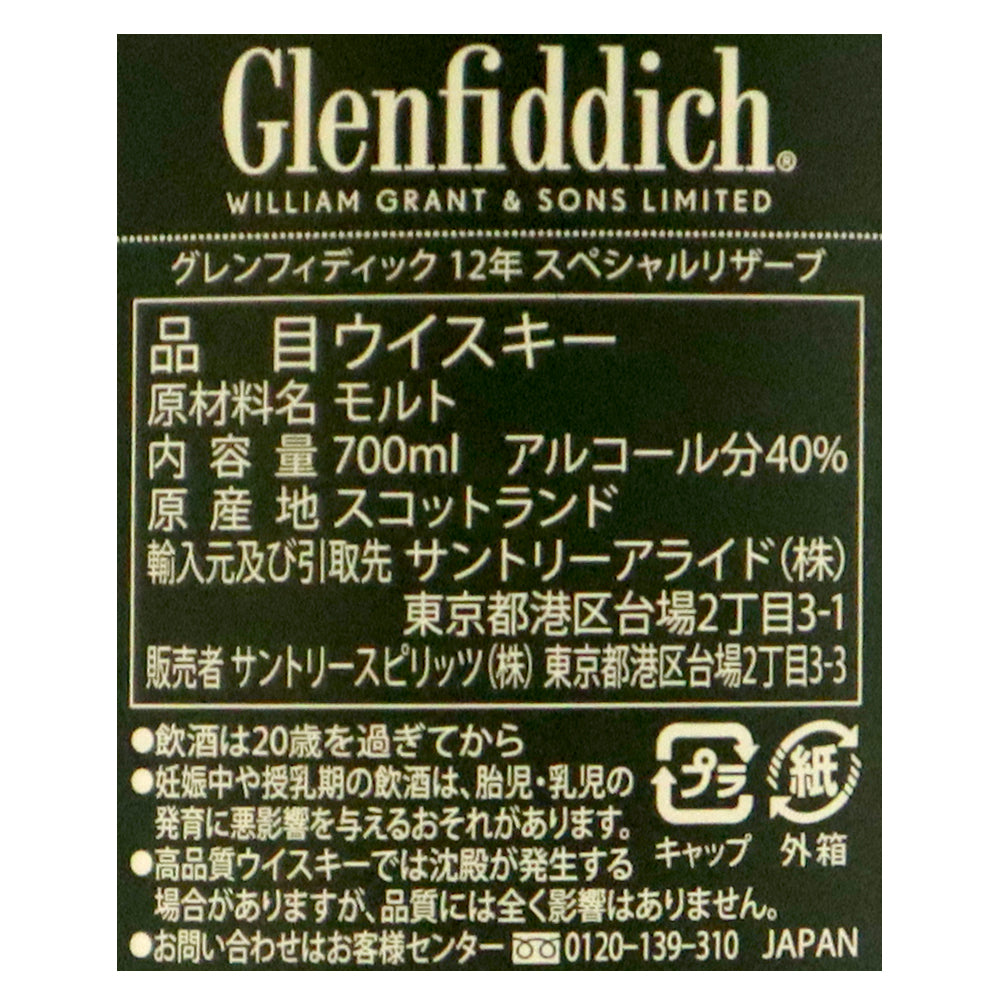 Glenfiddich®
WILLIAM GRANT & SONS LIMITED
グレンフィディック 12年 スペシャルリザーブ
品目 ウイスキー
原材料名 モルト
内容量 700ml アルコール分40%
原産地 スコットランド
輸入元及び引取先 サントリーアライド(株)
東京都港区台場2丁目3-1
販売者 サントリースピリッツ(株) 東京都港区台場2丁目3-3
●飲酒は20歳を過ぎてから
●妊娠中や授乳期の飲酒は、胎児・乳児の
発育に悪影響を与えるおそれがあります。
プラ
キャップ
紙
外箱
●高品質ウイスキーでは沈殿が発生する
場合がありますが、品質には全く影響はありません。
●お問い合わせはお客様センター 0120-139-310 JAPAN